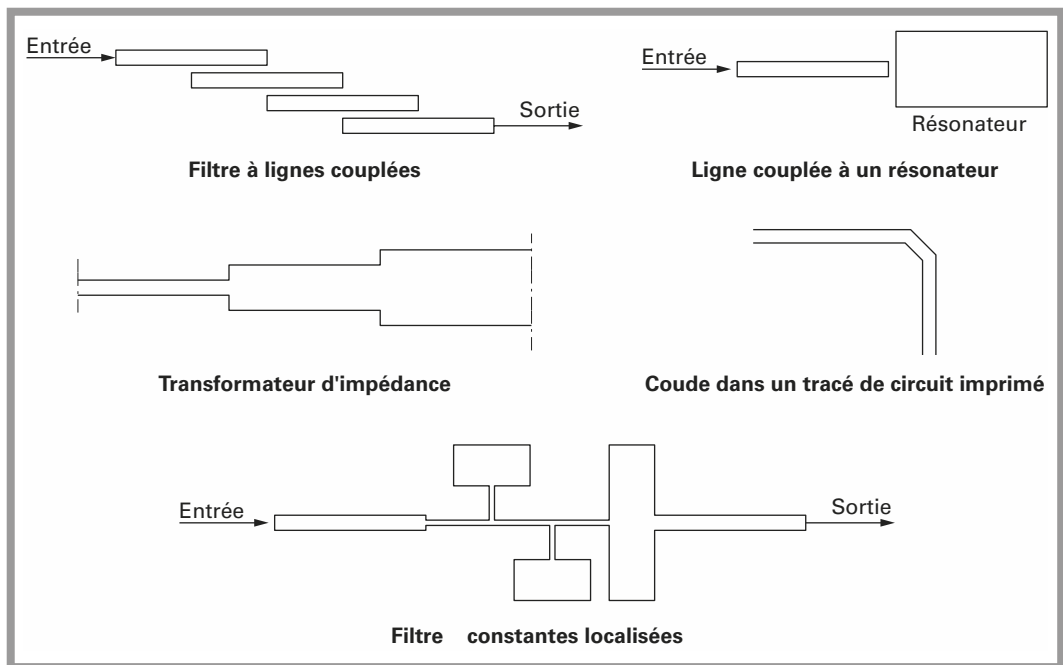 Entrée
Sortie
Filtre à lignes couplées
Entrée
Résonateur
Ligne couplée à un résonateur
Transformateur d'impédance
Coude dans un tracé de circuit imprimé
Entrée
Sortie
Filtre constantes localisées